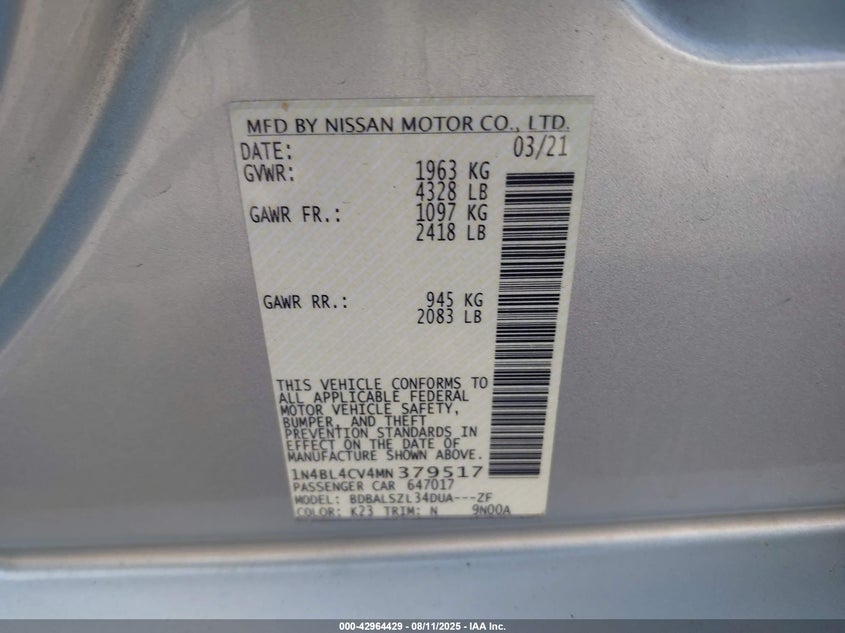 MFD BY NISSAN MOTOR CO., LTD.
DATE: 03/21
GVWR: 1963 KG
4328 LB
GAWR FR.: 1097 KG
2418 LB
GAWR RR.: 945 KG
2083 LB
THIS VEHICLE CONFORMS TO
ALL APPLICABLE FEDERAL
MOTOR VEHICLE SAFETY,
BUMPER, AND THEFT
PREVENTION STANDARDS IN
EFFECT ON THE DATE OF
MANUFACTURE SHOWN ABOVE.
1N4BL4CV4MN379517
PASSENGER CAR 647017
MODEL: BDBALSZL34DUA---ZF
COLOR: K23 TRIM: N 9N00A
000-42964429 - 08/11/2025 - IAA Inc.